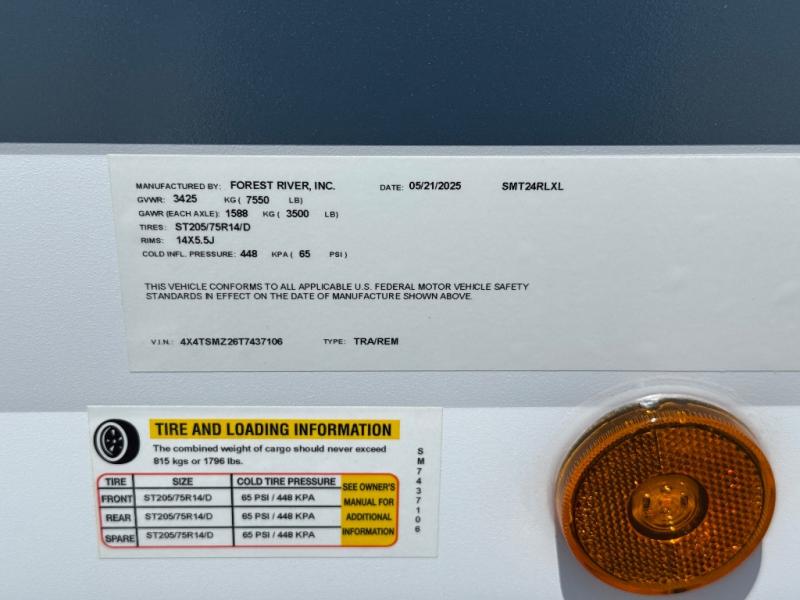 MANUFACTURED BY: FOREST RIVER, INC. DATE: 05/21/2025 SMT24RLXL
GVWR: 3425 KG ( 7550 LB)
GAWR (EACH AXLE): 1588 KG ( 3500 LB)
TIRES: ST205/75R14/D
RIMS: 14X5.5J
COLD INFL. PRESSURE: 448 KPA ( 65 PSI )
THIS VEHICLE CONFORMS TO ALL APPLICABLE U.S. FEDERAL MOTOR VEHICLE SAFETY
STANDARDS IN EFFECT ON THE DATE OF MANUFACTURE SHOWN ABOVE.
V.I.N.: 4X4TSMZ26T7437106 TYPE: TRA/REM
TIRE AND LOADING INFORMATION
The combined weight of cargo should never exceed
815 kgs or 1796 lbs.
TIRE SIZE COLD TIRE PRESSURE
FRONT ST205/75R14/D 65 PSI / 448 KPA
REAR ST205/75R14/D 65 PSI / 448 KPA
SPARE ST205/75R14/D 65 PSI / 448 KPA
SEE OWNER'S
MANUAL FOR
ADDITIONAL
INFORMATION
SM7437106